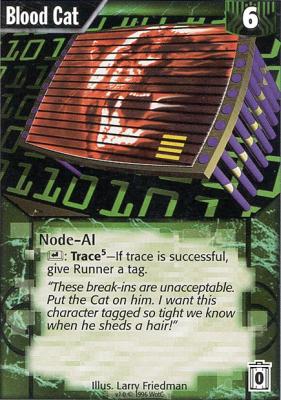 Blood Cat
6
Node-AI
: Trace⁵—If trace is successful,
give Runner a tag.
"These break-ins are unacceptable.
Put the Cat on him. I want this
character tagged so tight we know
when he sheds a hair!"
0
Illus. Larry Friedman
v1.0 © 1996 WotC